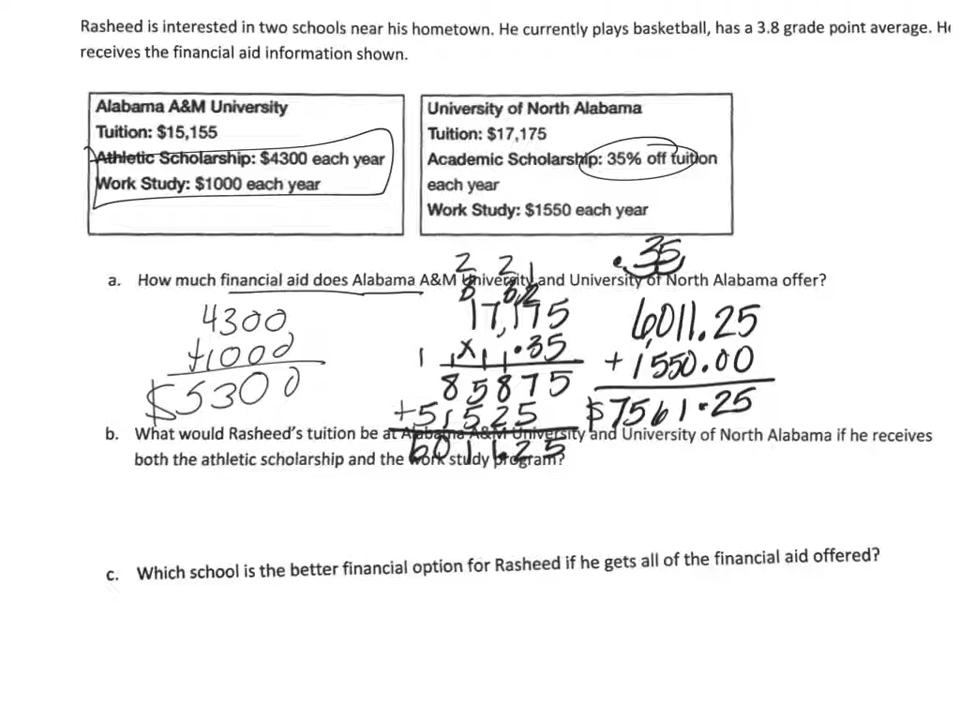 Rasheed is interested in two schools near his hometown. He currently plays basketball, has a 3.8 grade point average. He
receives the financial aid information shown.
Alabama A&M University
Tuition: $15,155
Athletic Scholarship: $4300 each year
Work Study: $1000 each year
University of North Alabama
Tuition: $17,175
Academic Scholarship: 35% off tuition
each year
Work Study: $1550 each year
.35
a. How much financial aid does Alabama A&M University and University of North Alabama offer?
4300
+1000
$5300
2 2 1
17,175
x .35
85875
+51525
6011.25
6011.25
+1550.00
$7561.25
b. What would Rasheed's tuition be at Alabama A&M University and University of North Alabama if he receives
both the athletic scholarship and the work study program?
c. Which school is the better financial option for Rasheed if he gets all of the financial aid offered?